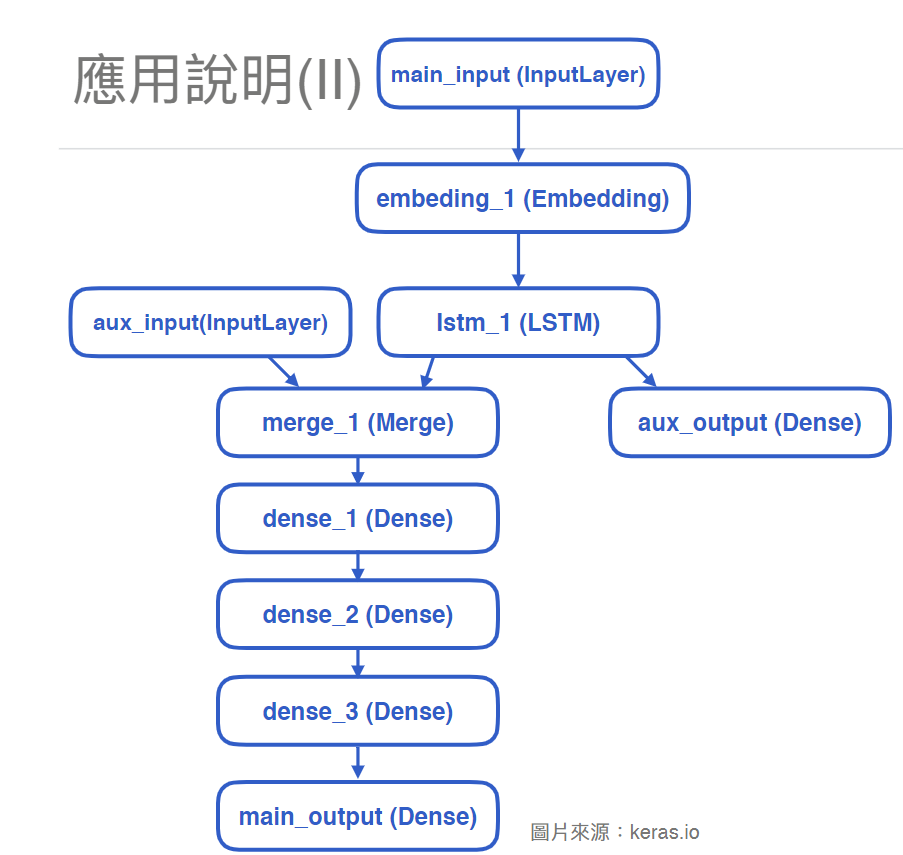 應用說明(II)
main_input (InputLayer)
embeding_1 (Embedding)
aux_input(InputLayer)
lstm_1 (LSTM)
merge_1 (Merge)
aux_output (Dense)
dense_1 (Dense)
dense_2 (Dense)
dense_3 (Dense)
main_output (Dense)
圖片來源：keras.io